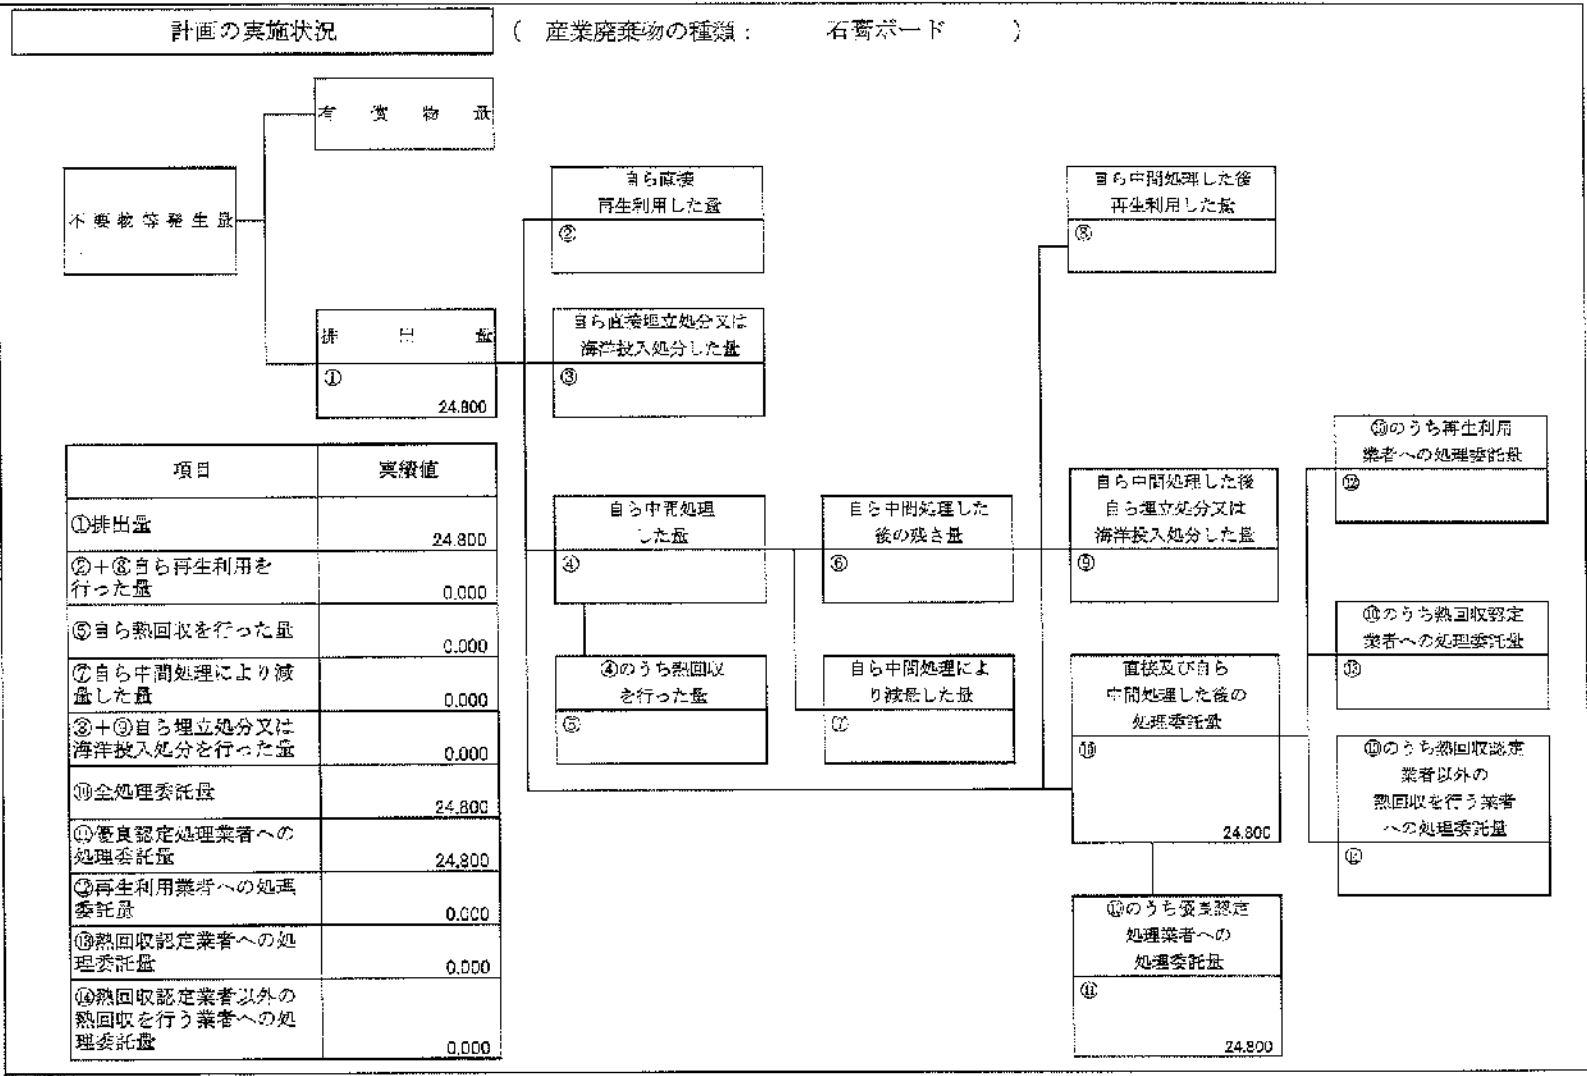 計画の実施状況
( 産業廃棄物の種類: 石膏ボード )
有償物量
不要物等発生量
排出量
①
24.800
自ら直接
再生利用した量
②
自ら直接埋立処分又は
海洋投入処分した量
③
自ら中間処理した後
再生利用した量
⑧
自ら中間処理
した量
④
自ら中間処理した
後の残さ量
⑥
自ら中間処理した後
自ら埋立処分又は
海洋投入処分した量
⑨
④のうち熱回収
を行った量
⑤
自ら中間処理によ
り減量した量
⑦
直接及び自ら
中間処理した後の
処理委託量
⑩
24.800
⑩のうち再生利用
業者への処理委託量
⑫
⑩のうち熱回収認定
業者への処理委託量
⑬
⑩のうち熱回収認定
業者以外の
熱回収を行う業者
への処理委託量
⑭
⑩のうち優良認定
処理業者への
処理委託量
⑪
24.800
項目 実績値
①排出量 24.800
②+⑧自ら再生利用を
行った量 0.000
⑤自ら熱回収を行った量 0.000
⑦自ら中間処理により減
量した量 0.000
③+⑨自ら埋立処分又は
海洋投入処分を行った量 0.000
⑩全処理委託量 24.800
⑪優良認定処理業者への
処理委託量 24.800
⑫再生利用業者への処理
委託量 0.000
⑬熱回収認定業者への処
理委託量 0.000
⑭熱回収認定業者以外の
熱回収を行う業者への処
理委託量 0.000